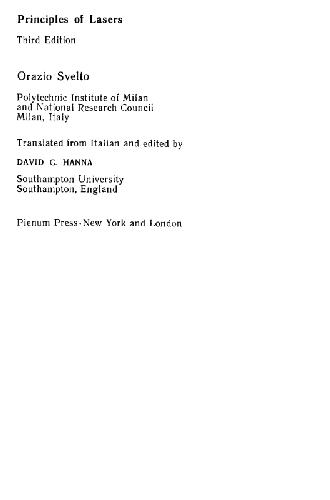 Principles of Lasers
Third Edition
Orazio Svelto
Polytechnic Institute of Milan
and National Research Council
Milan, Italy
Translated from Italian and edited by
DAVID C. HANNA
Southampton University
Southampton, England
Plenum Press·New York and London